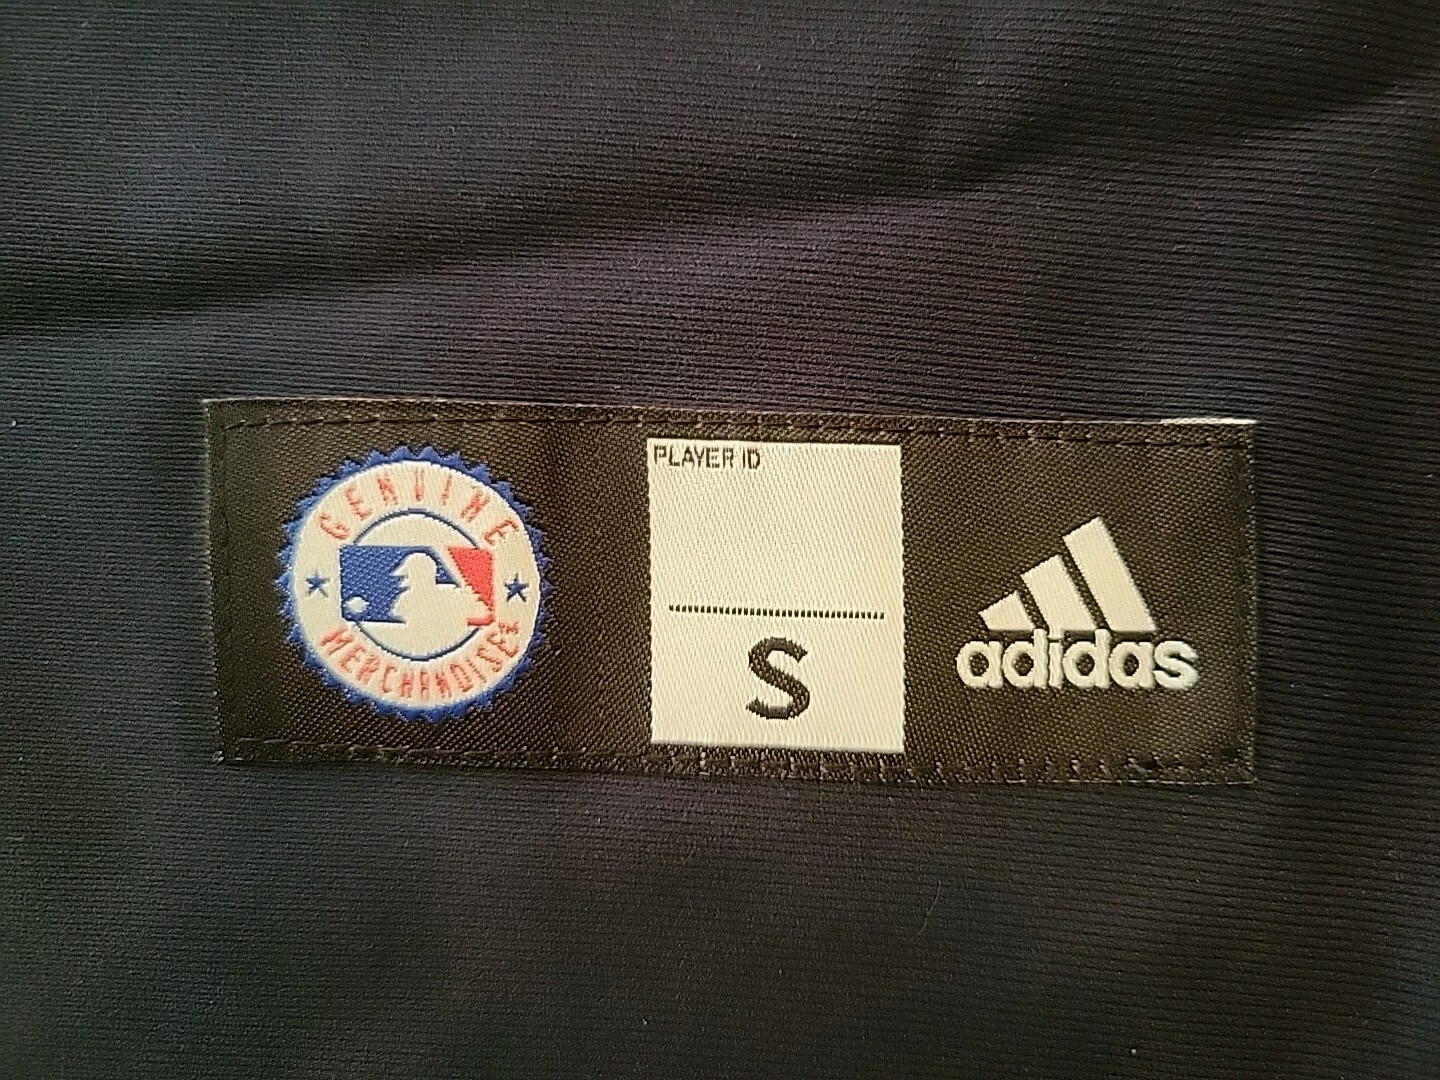 GENUINE
MERCHANDISE
PLAYER ID
S
adidas